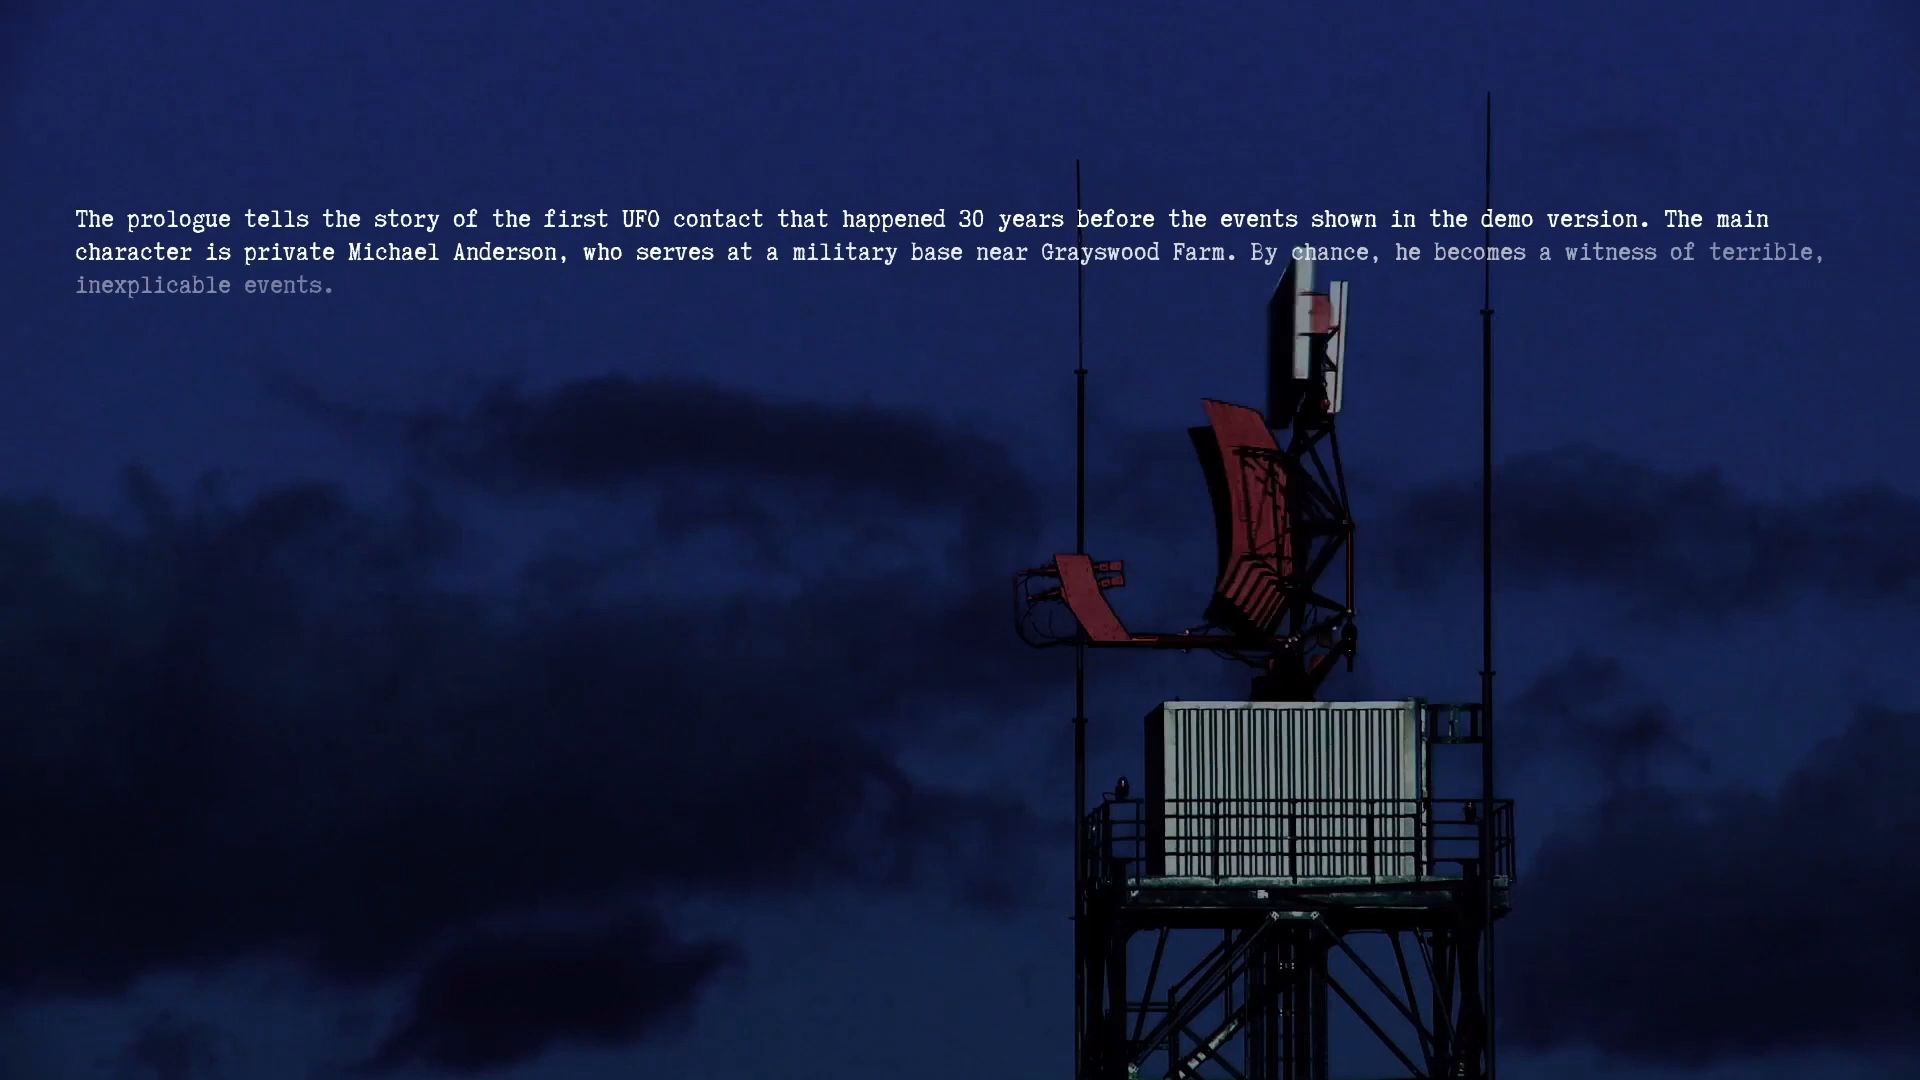 The prologue tells the story of the first UFO contact that happened 30 years before the events shown in the demo version. The main
character is private Michael Anderson, who serves at a military base near Grayswood Farm. By chance, he becomes a witness of terrible,
inexplicable events.